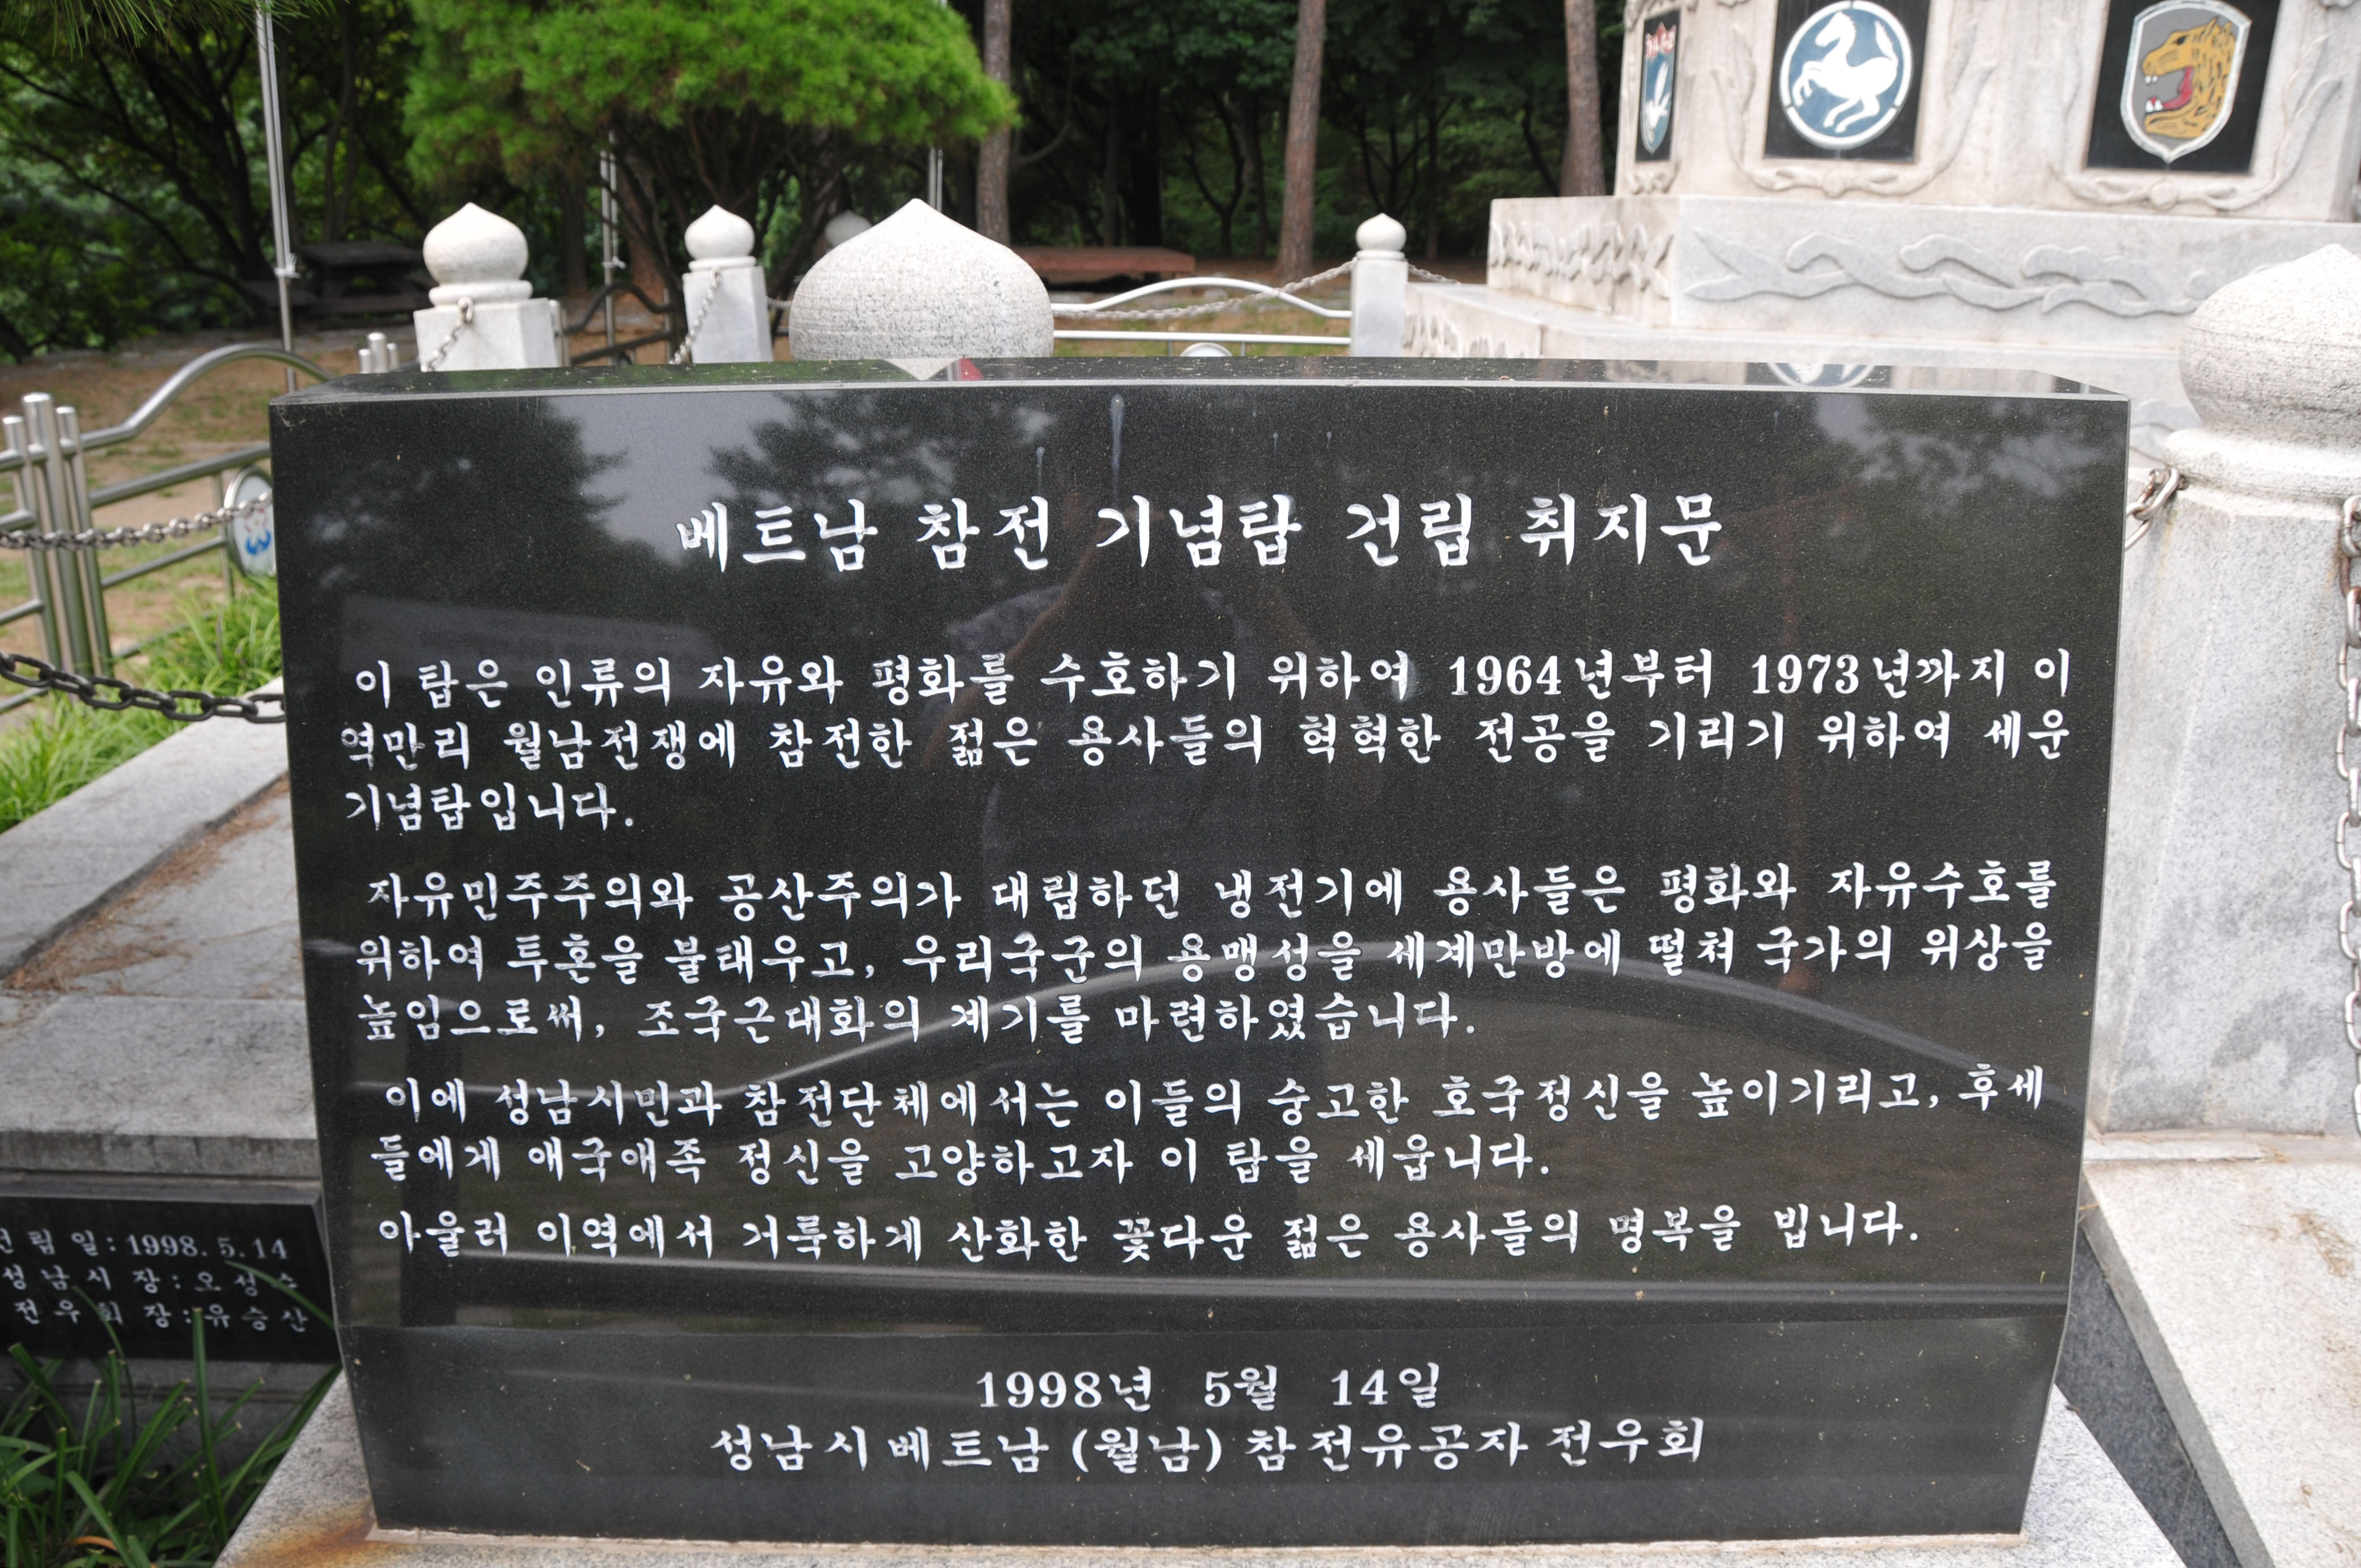 베트남 참전 기념탑 건립 취지문
이 탑은 인류의 자유와 평화를 수호하기 위하여 1964년부터 1973년까지 이
역만리 월남전쟁에 참전한 젊은 용사들의 혁혁한 전공을 기리기 위하여 세운
기념탑입니다.
자유민주주의와 공산주의가 대립하던 냉전기에 용사들은 평화와 자유수호를
위하여 투혼을 불태우고, 우리국군의 용맹성을 세계만방에 떨쳐 국가의 위상을
높임으로써, 조국근대화의 계기를 마련하였습니다.
이에 성남시민과 참전단체에서는 이들의 숭고한 호국정신을 높이기리고, 후세
들에게 애국애족 정신을 고양하고자 이 탑을 세웁니다.
아울러 이역에서 거룩하게 산화한 꽃다운 젊은 용사들의 명복을 빕니다.
1998년 5월 14일
성남시베트남(월남)참전유공자전우회
림 일:1998.5.14
성 남 시 장:오 성 수
전 우 회 장:유 승 산